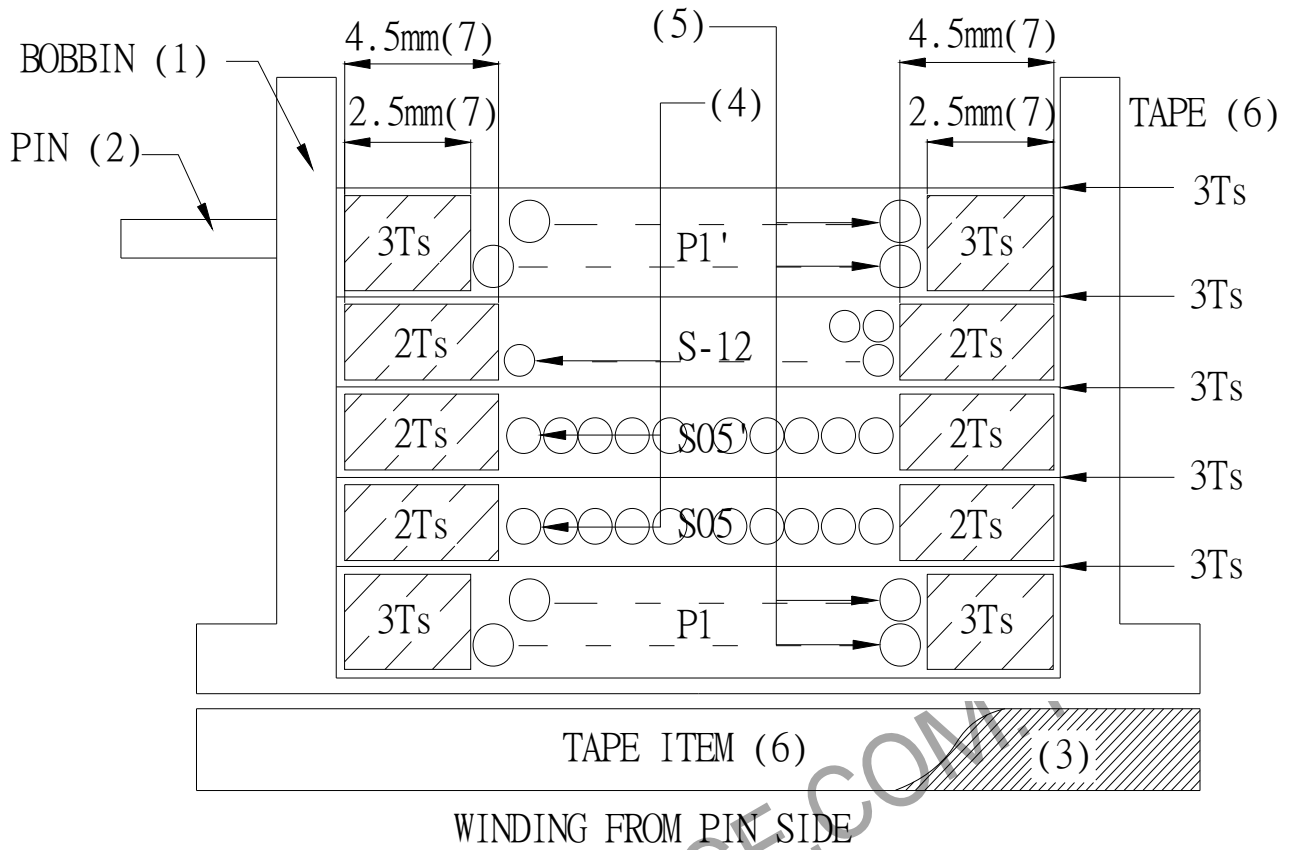 4.5mm(7)
(5)
4.5mm(7)
BOBBIN (1)
2.5mm(7)
(4)
2.5mm(7)
TAPE (6)
PIN (2)
3Ts
3Ts
P1'
3Ts
3Ts
2Ts
S-12
2Ts
3Ts
2Ts
S05'
2Ts
3Ts
2Ts
S05
2Ts
3Ts
3Ts
P1
3Ts
TAPE ITEM (6)
(3)
WINDING FROM PIN SIDE